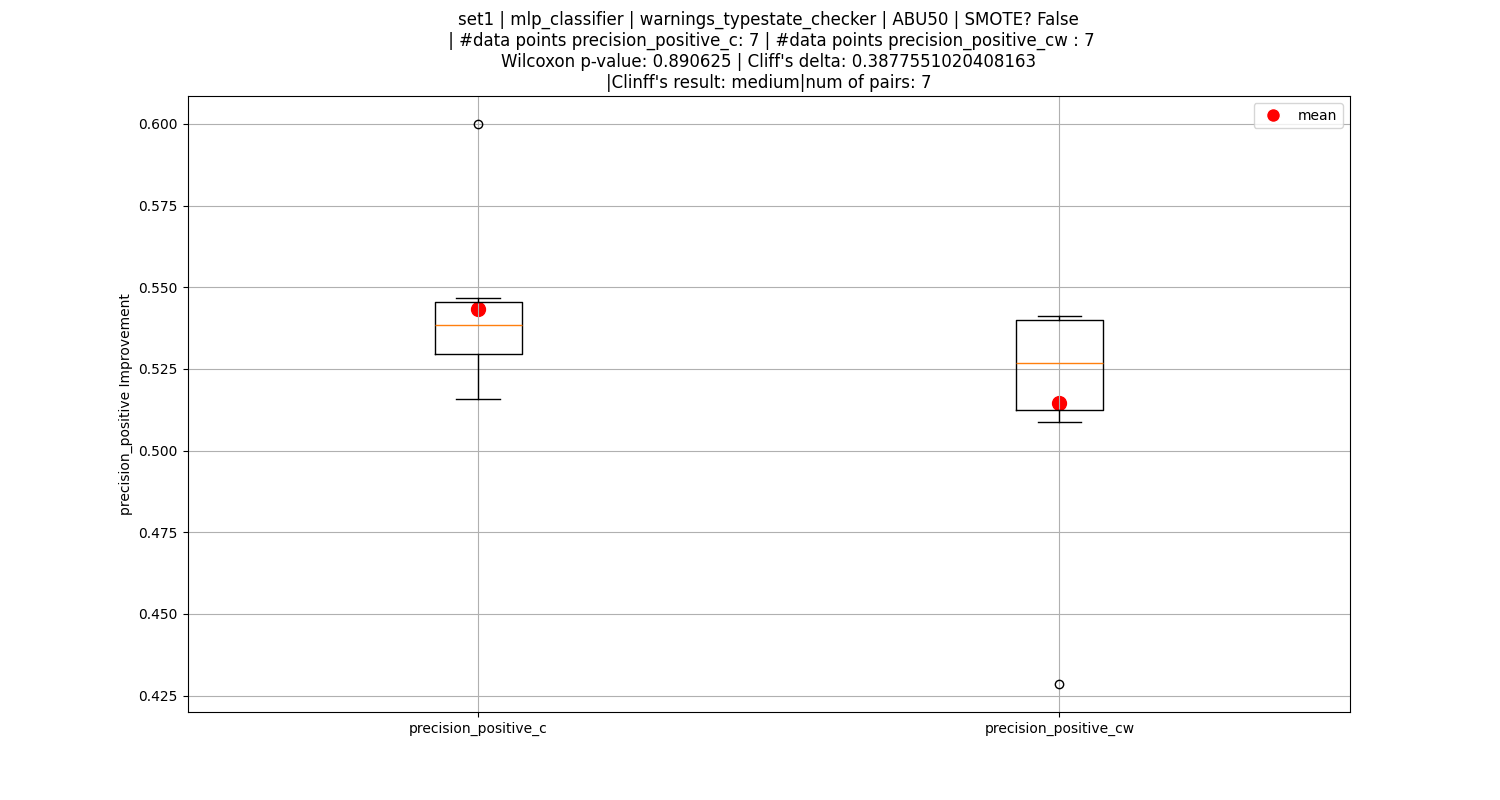 set1 | mlp_classifier | warnings_typestate_checker | ABU50 | SMOTE? False
| #data points precision_positive_c: 7 | #data points precision_positive_cw : 7
Wilcoxon p-value: 0.890625 | Cliff's delta: 0.3877551020408163
|Clinff's result: medium|num of pairs: 7
mean
0.600
0.575
0.550
0.525
0.500
0.475
0.450
0.425
precision_positive Improvement
precision_positive_c
precision_positive_cw